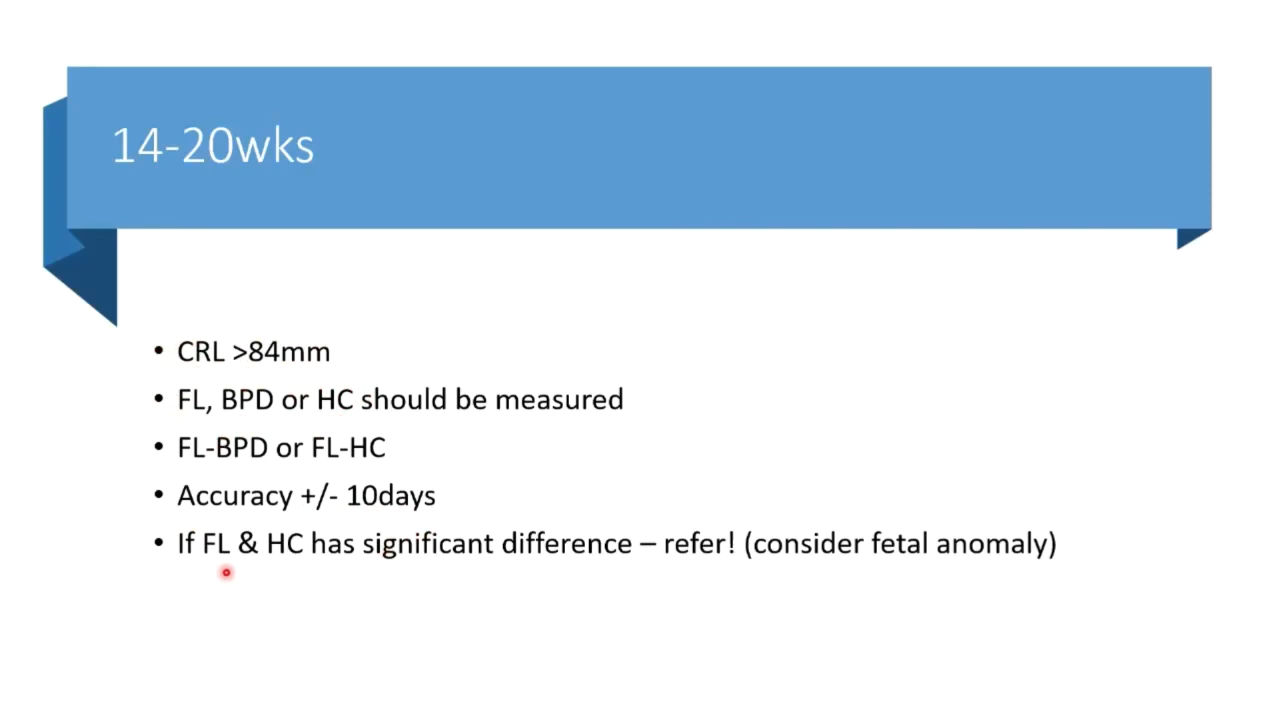 14-20wks
• CRL >84mm
• FL, BPD or HC should be measured
• FL-BPD or FL-HC
• Accuracy +/- 10days
• If FL & HC has significant difference – refer! (consider fetal anomaly)